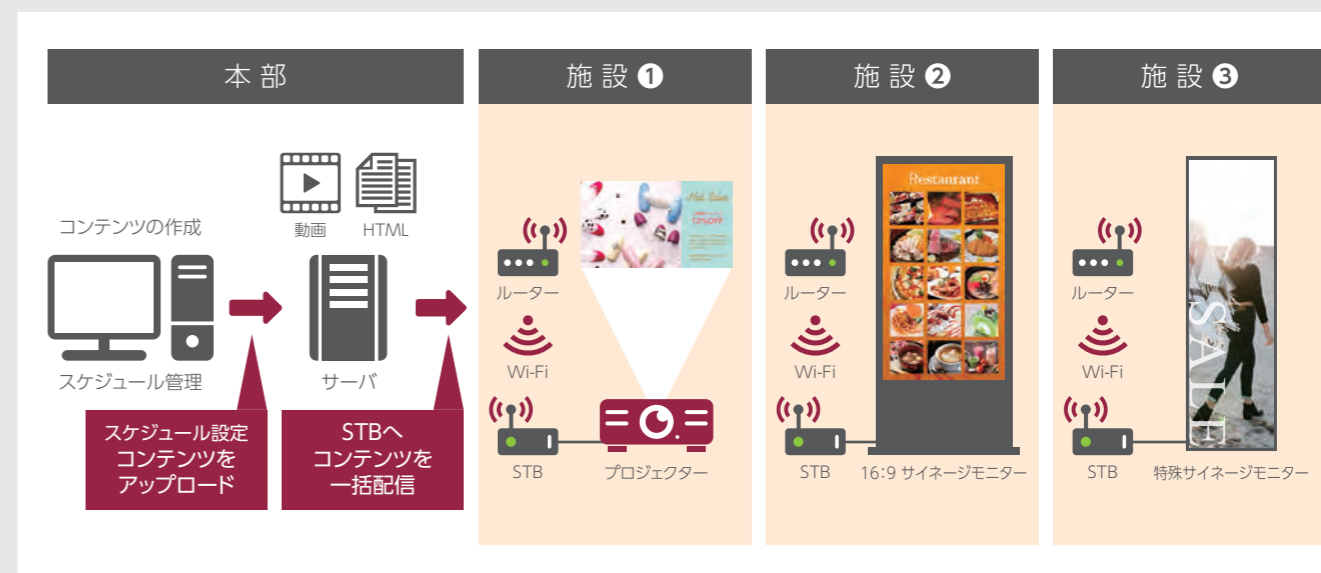 本部
コンテンツの作成
動画
HTML
スケジュール管理
サーバ
スケジュール設定
コンテンツを
アップロード
STBへ
コンテンツを
一括配信
施設❶
ルーター
Wi-Fi
STB
プロジェクター
施設❷
Restaurant
ルーター
Wi-Fi
STB
16:9 サイネージモニター
施設❸
SALE
ルーター
Wi-Fi
STB
特殊サイネージモニター